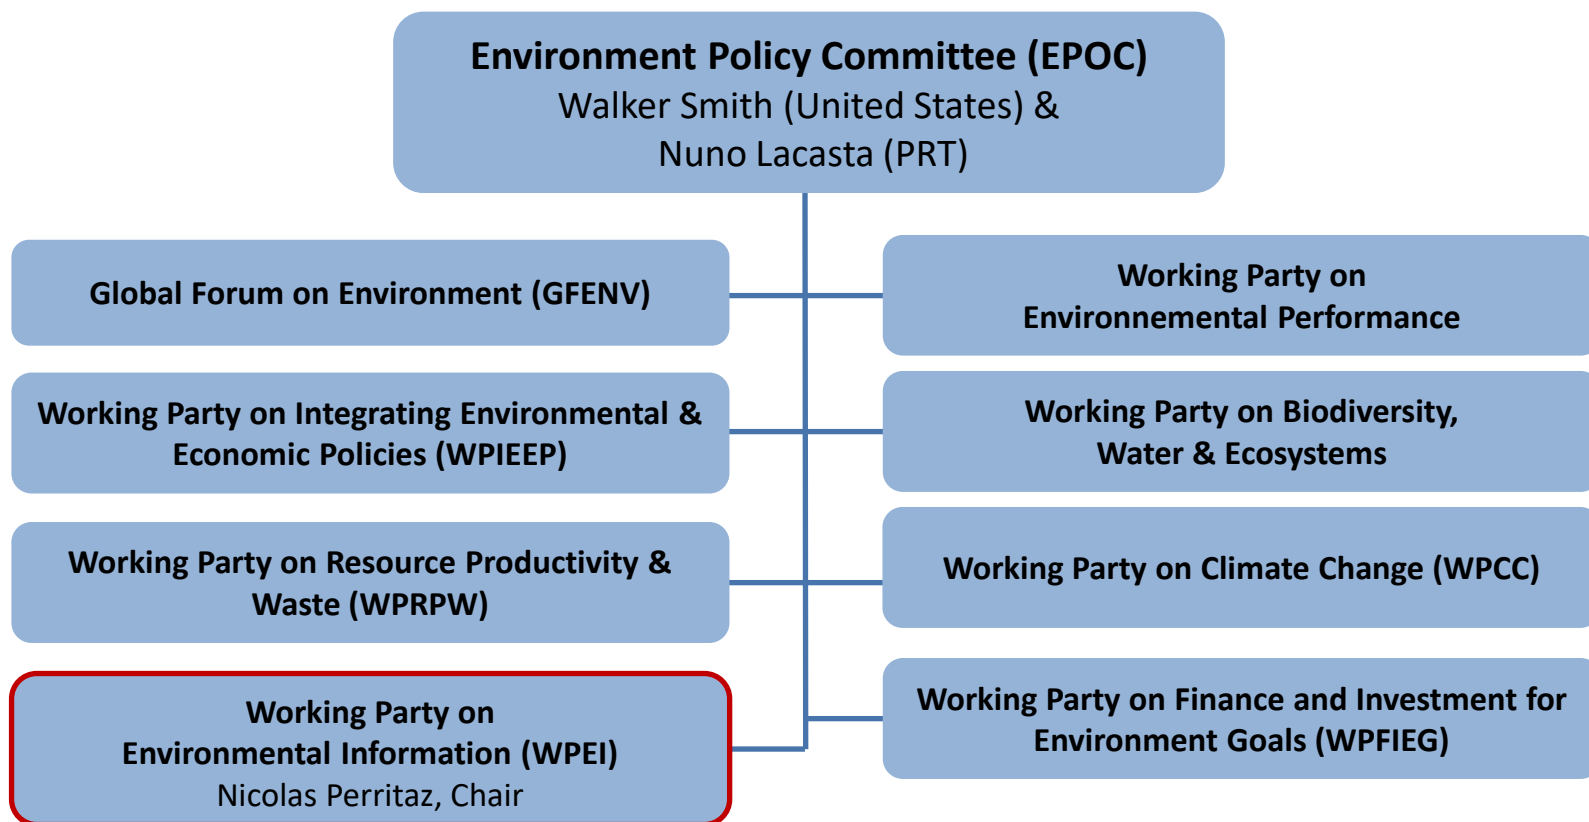 Environment Policy Committee (EPOC)
Walker Smith (United States) &
Nuno Lacasta (PRT)
Global Forum on Environment (GFENV)
Working Party on
Environnemental Performance
Working Party on Integrating Environmental &
Economic Policies (WPIEEP)
Working Party on Biodiversity,
Water & Ecosystems
Working Party on Resource Productivity &
Waste (WPRPW)
Working Party on Climate Change (WPCC)
Working Party on
Environmental Information (WPEI)
Nicolas Perritaz, Chair
Working Party on Finance and Investment for
Environment Goals (WPFIEG)